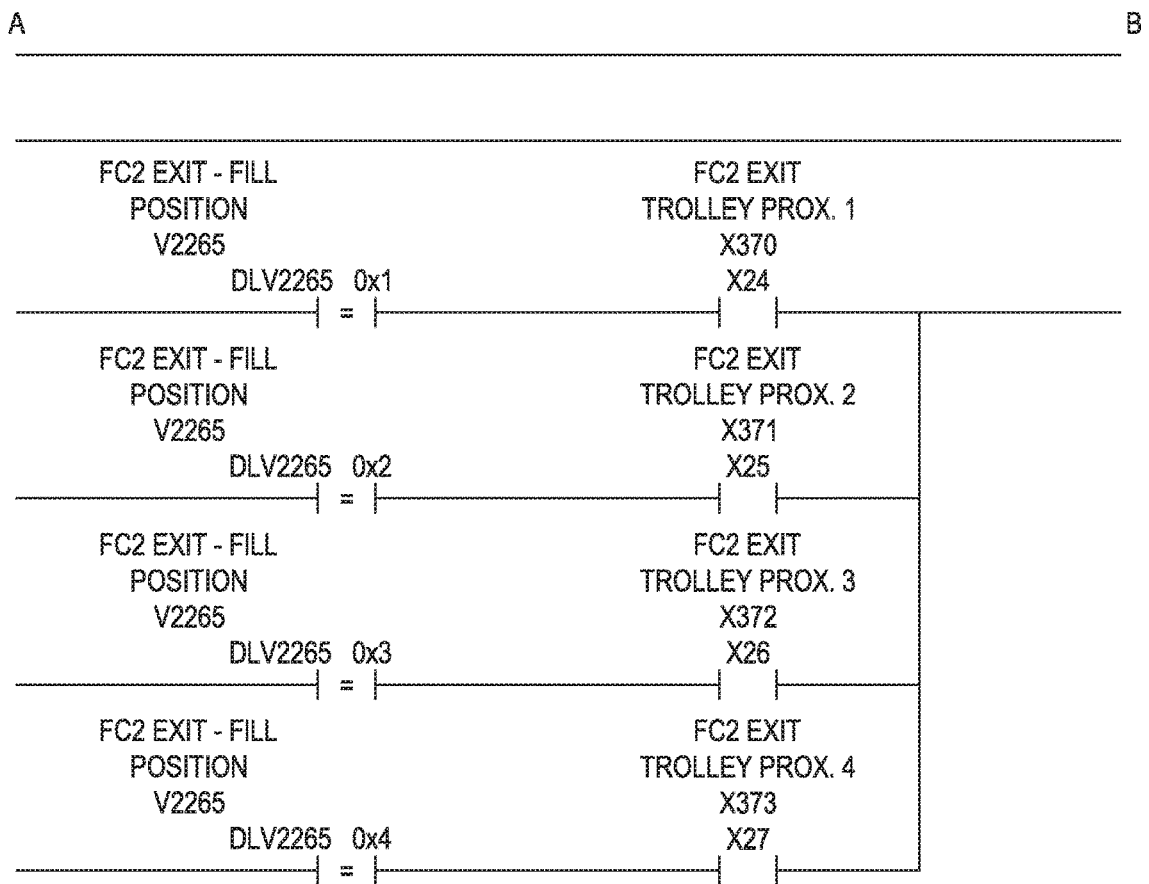 A B
FC2 EXIT - FILL FC2 EXIT
POSITION TROLLEY PROX. 1
V2265 X370
DLV2265 0x1 X24
=
FC2 EXIT - FILL FC2 EXIT
POSITION TROLLEY PROX. 2
V2265 X371
DLV2265 0x2 X25
=
FC2 EXIT - FILL FC2 EXIT
POSITION TROLLEY PROX. 3
V2265 X372
DLV2265 0x3 X26
=
FC2 EXIT - FILL FC2 EXIT
POSITION TROLLEY PROX. 4
V2265 X373
DLV2265 0x4 X27
=